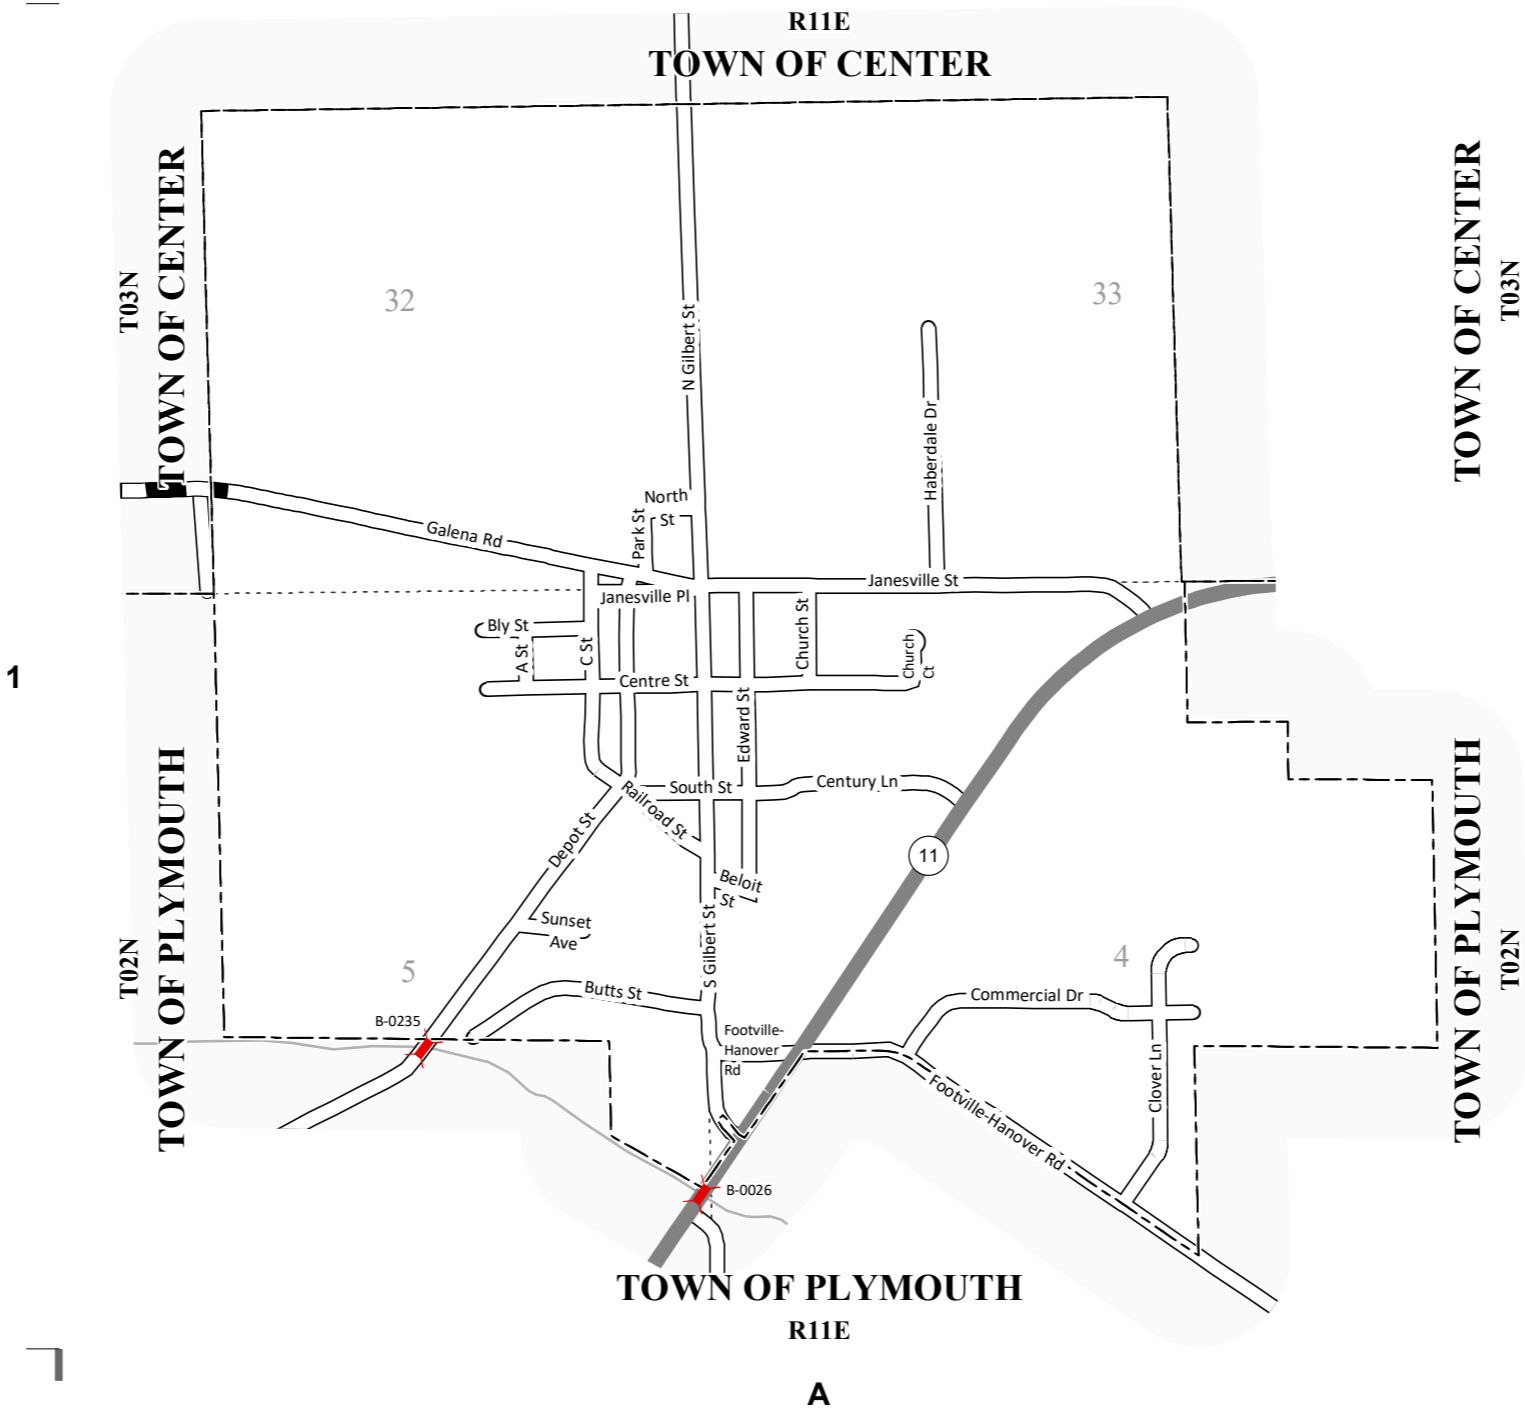 R11E
TOWN OF CENTER
TOWN OF CENTER
T03N
TOWN OF CENTER
T03N
32
33
N Gilbert St
Haberdale Dr
North
St
Park St
Galena Rd
Janesville St
Janesville Pl
Bly St
A St
C St
Church St
Church
Ct
Centre St
1
Edward St
South St
Century Ln
Railroad St
Depot St
11
Beloit
St
S Gilbert St
Sunset
Ave
TOWN OF PLYMOUTH
T02N
TOWN OF PLYMOUTH
T02N
5
4
Butts St
Commercial Dr
B-0235
Footville-
Hanover
Rd
Clover Ln
Footville-Hanover Rd
B-0026
TOWN OF PLYMOUTH
R11E
A